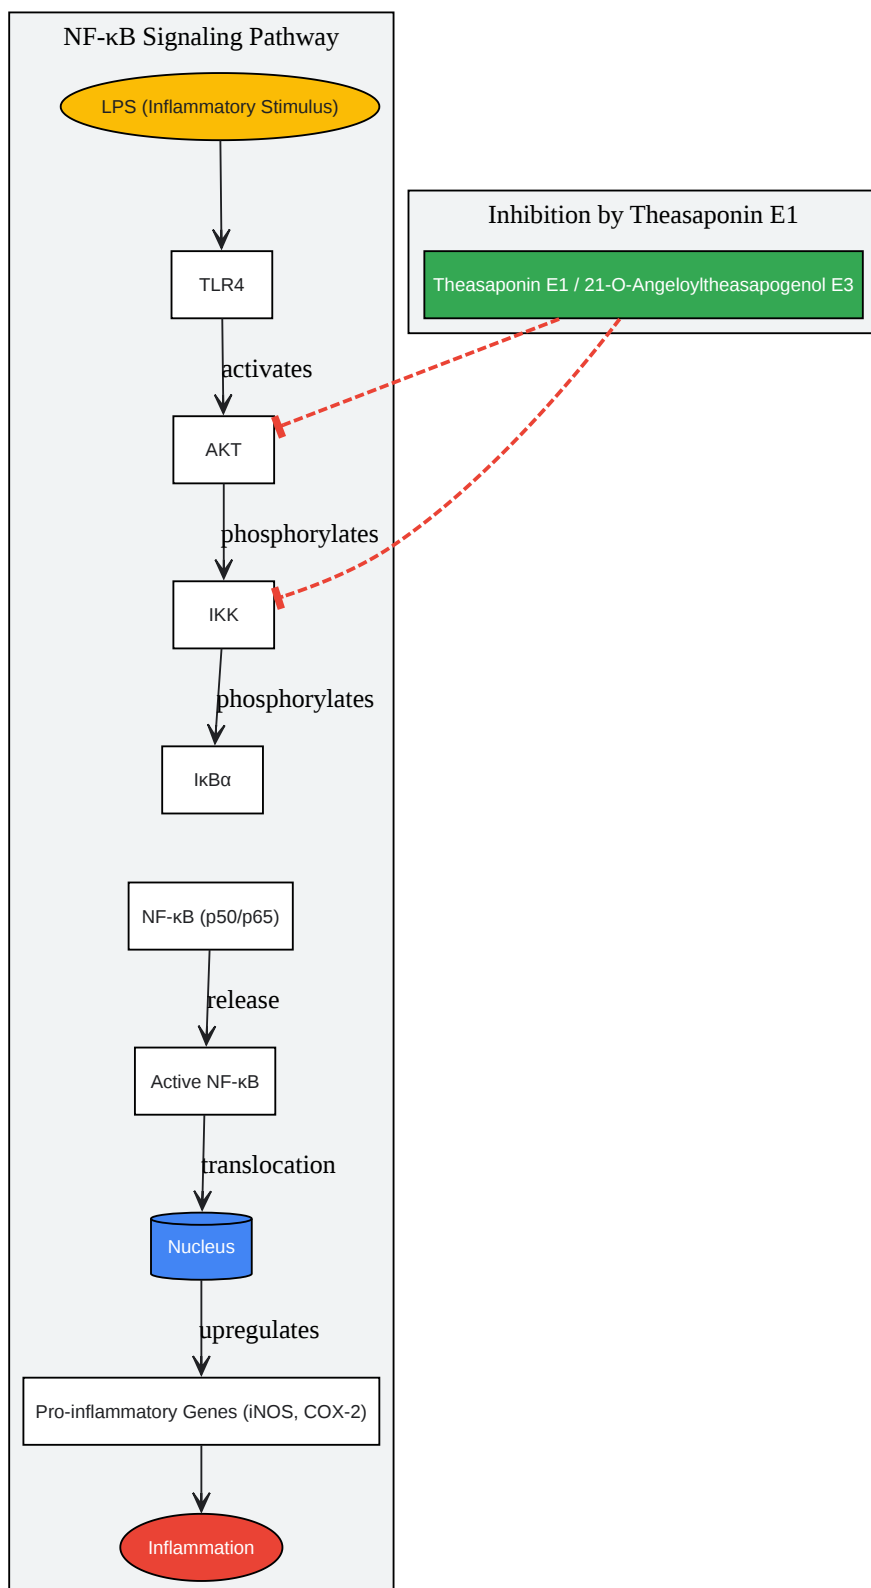 NF-κB Signaling Pathway
LPS (Inflammatory Stimulus)
Inhibition by Theasaponin E1
Theasaponin E1 / 21-O-Angeloyltheasapogenol E3
TLR4
activates
AKT
phosphorylates
IKK
phosphorylates
IκBα
NF-κB (p50/p65)
release
Active NF-κB
translocation
Nucleus
upregulates
Pro-inflammatory Genes (iNOS, COX-2)
Inflammation